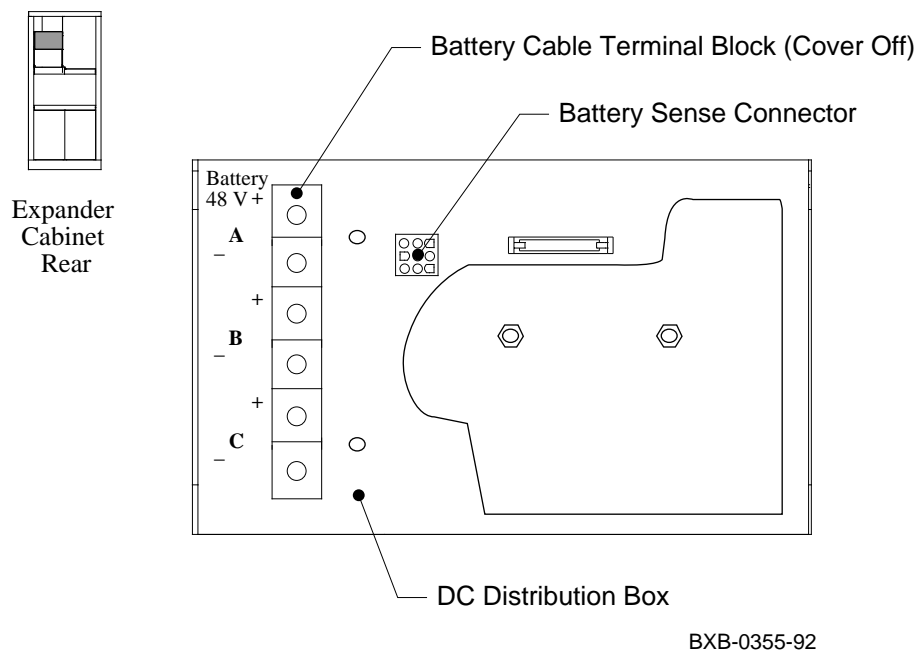 Battery Cable Terminal Block (Cover Off)
Battery Sense Connector
Expander
Cabinet
Rear
Battery
48 V +
A
–
+
B
–
+
C
–
DC Distribution Box
BXB-0355-92